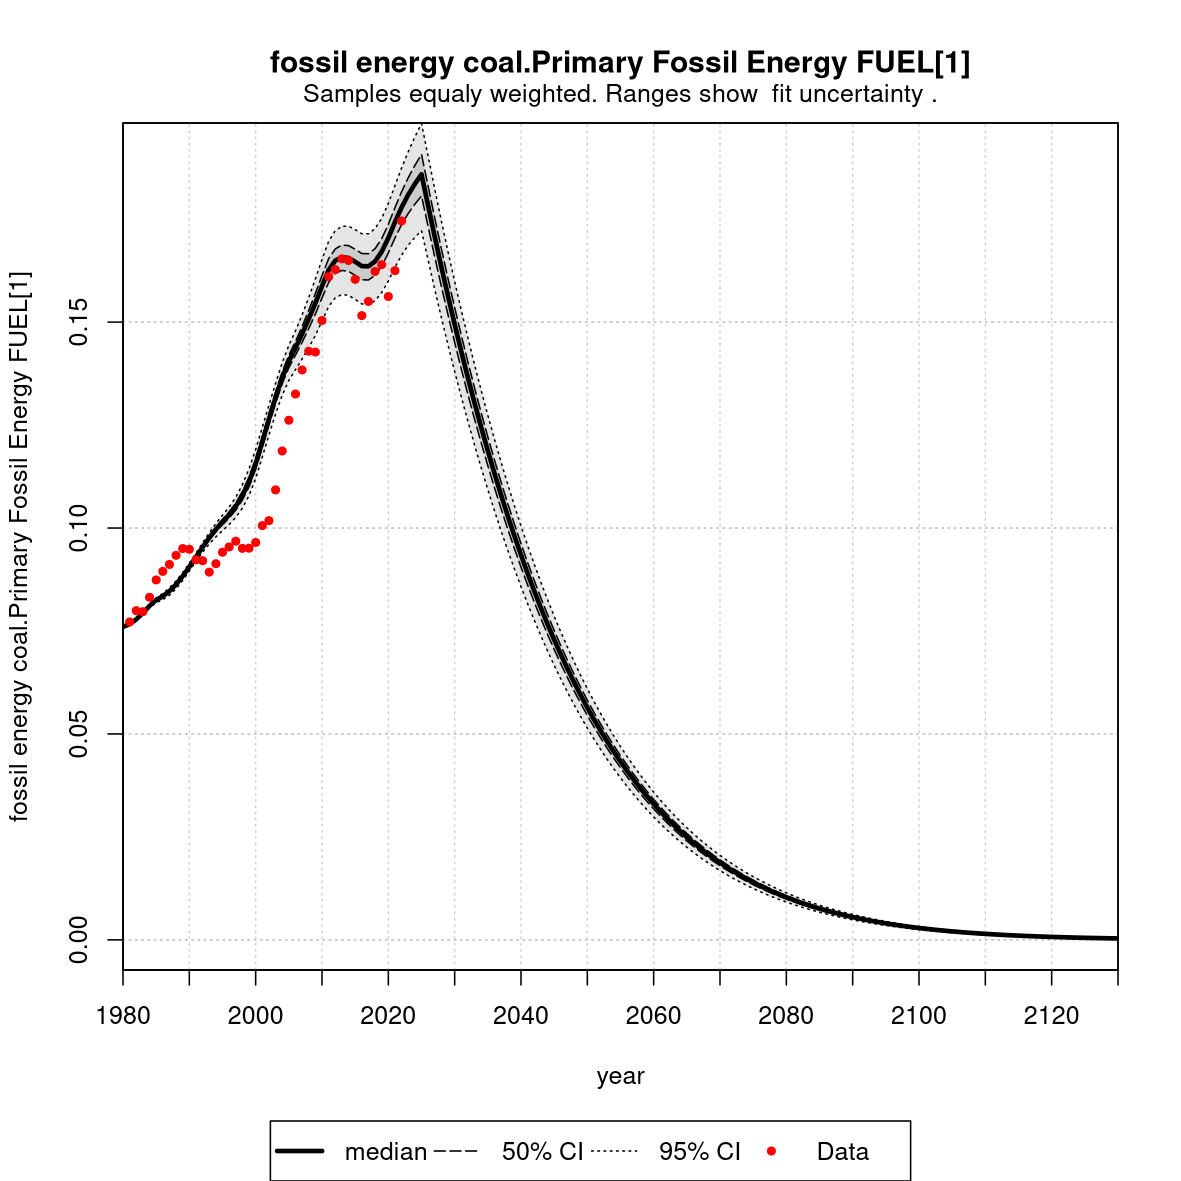 fossil energy coal.Primary Fossil Energy FUEL[1]
Samples equaly weighted. Ranges show  fit uncertainty .
fossil energy coal.Primary Fossil Energy FUEL[1]
0.15
0.10
0.05
0.00
1980 2000 2020 2040 2060 2080 2100 2120
year
median 50% CI 95% CI Data